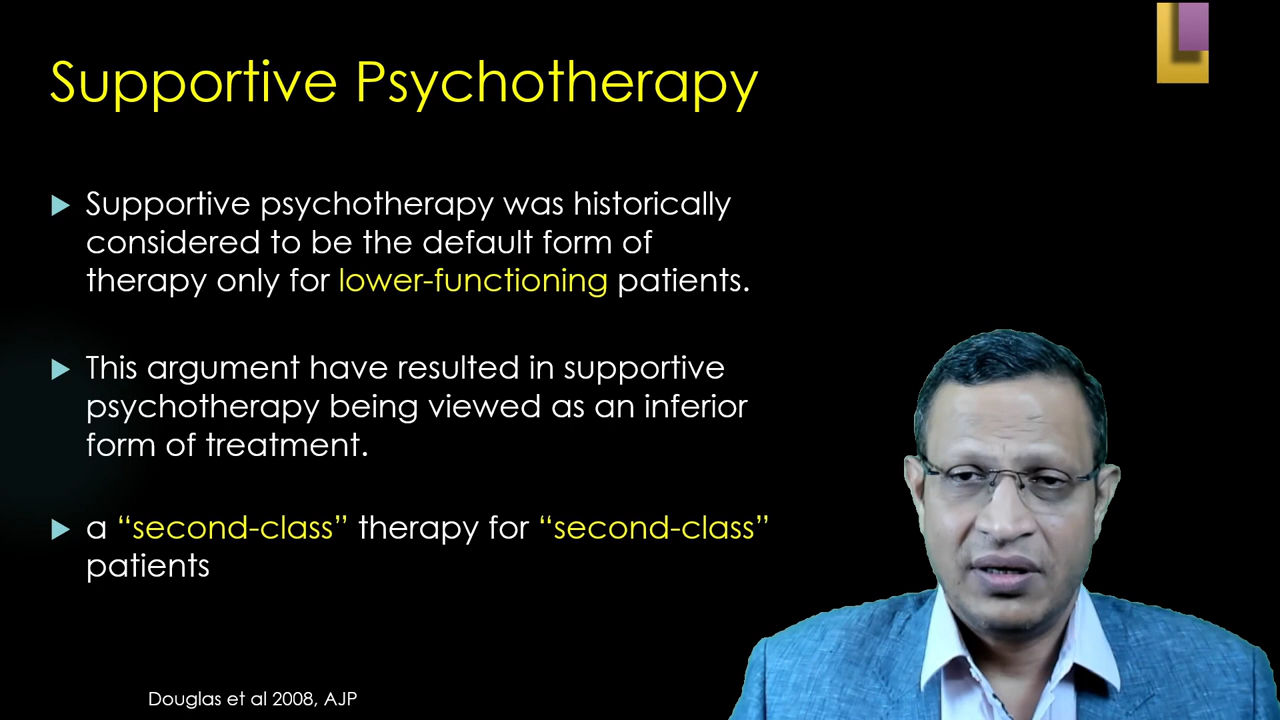 Supportive Psychotherapy
Supportive psychotherapy was historically
considered to be the default form of
therapy only for lower-functioning patients.
This argument have resulted in supportive
psychotherapy being viewed as an inferior
form of treatment.
a “second-class” therapy for “second-class”
patients
Douglas et al 2008, AJP